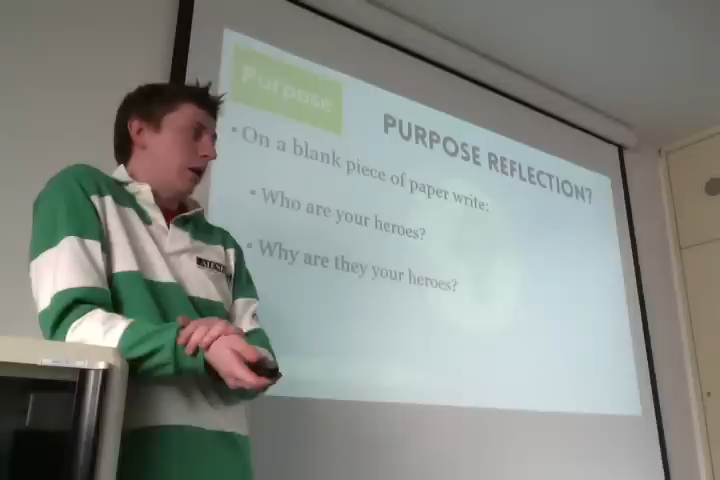 Purpose
PURPOSE REFLECTION?
• On a blank piece of paper write:
• Who are your heroes?
• Why are they your heroes?